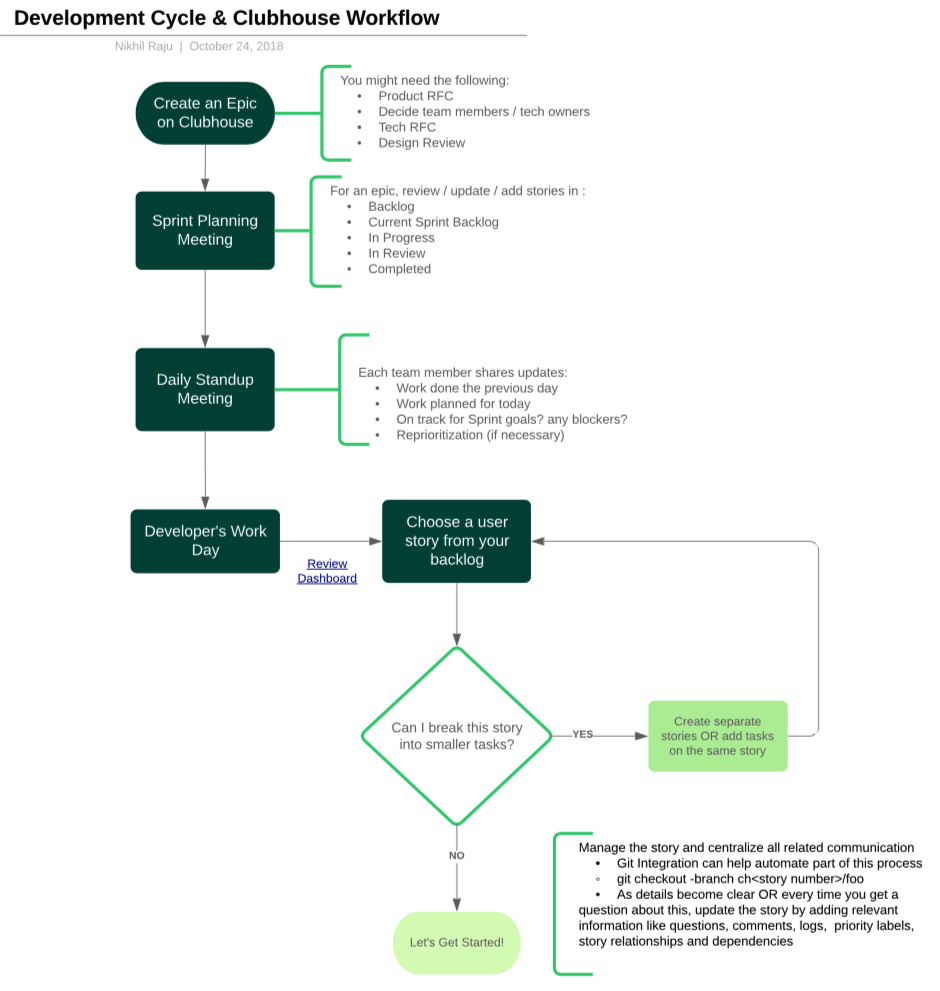 Development Cycle & Clubhouse Workflow
Nikhil Raju | October 24, 2018
Create an Epic
on Clubhouse
You might need the following:
• Product RFC
• Decide team members / tech owners
• Tech RFC
• Design Review
Sprint Planning
Meeting
For an epic, review / update / add stories in :
• Backlog
• Current Sprint Backlog
• In Progress
• In Review
• Completed
Daily Standup
Meeting
Each team member shares updates:
• Work done the previous day
• Work planned for today
• On track for Sprint goals? any blockers?
• Reprioritization (if necessary)
Developer's Work
Day
Review
Dashboard
Choose a user
story from your
backlog
Can I break this story
into smaller tasks?
YES
Create separate
stories OR add tasks
on the same story
NO
Let's Get Started!
Manage the story and centralize all related communication
• Git Integration can help automate part of this process
◦ git checkout -branch ch<story number>/foo
• As details become clear OR every time you get a
question about this, update the story by adding relevant
information like questions, comments, logs, priority labels,
story relationships and dependencies